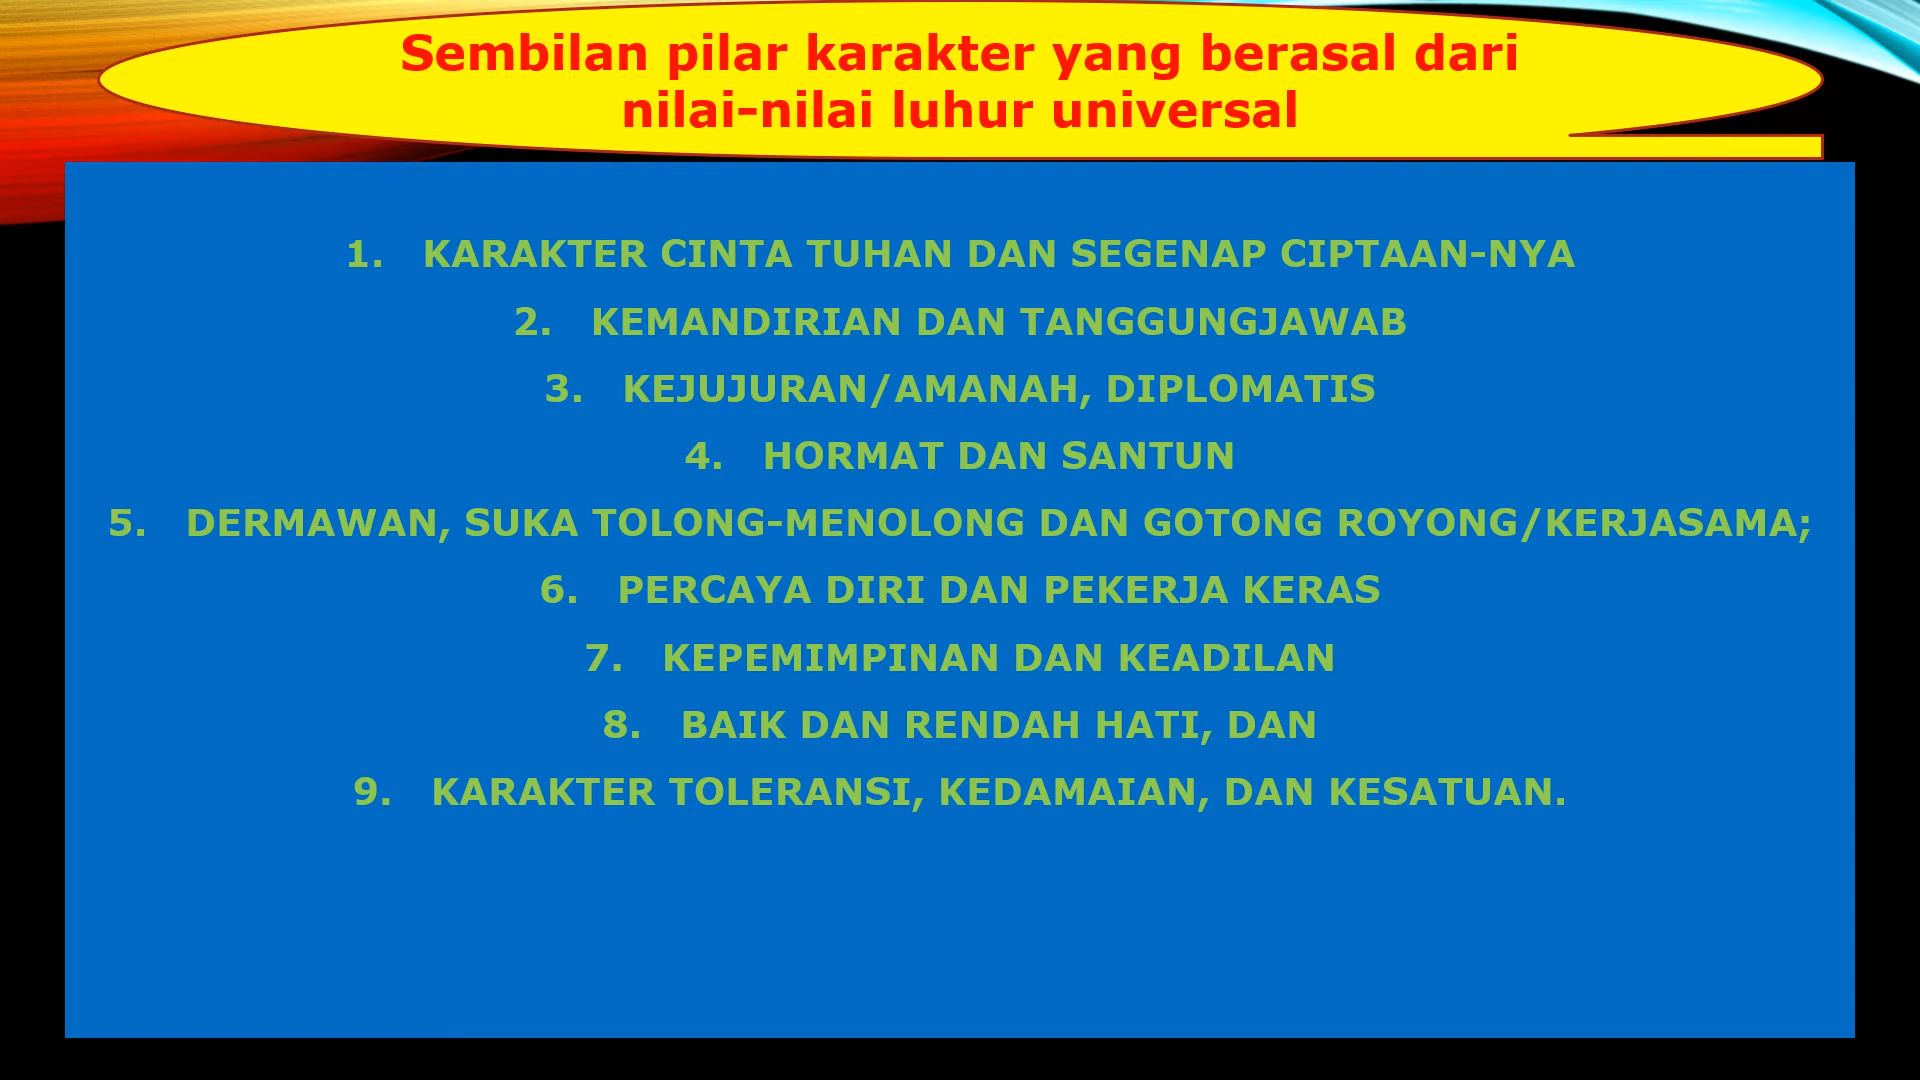 Sembilan pilar karakter yang berasal dari
nilai-nilai luhur universal
1. KARAKTER CINTA TUHAN DAN SEGENAP CIPTAAN-NYA
2. KEMANDIRIAN DAN TANGGUNGJAWAB
3. KEJUJURAN/AMANAH, DIPLOMATIS
4. HORMAT DAN SANTUN
5. DERMAWAN, SUKA TOLONG-MENOLONG DAN GOTONG ROYONG/KERJASAMA;
6. PERCAYA DIRI DAN PEKERJA KERAS
7. KEPEMIMPINAN DAN KEADILAN
8. BAIK DAN RENDAH HATI, DAN
9. KARAKTER TOLERANSI, KEDAMAIAN, DAN KESATUAN.